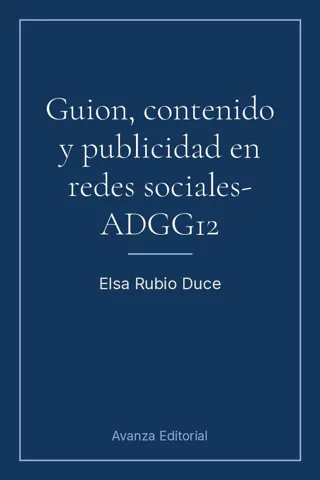 Guion, contenido
y publicidad en
redes sociales-
ADGG12
Elsa Rubio Duce
Avanza Editorial